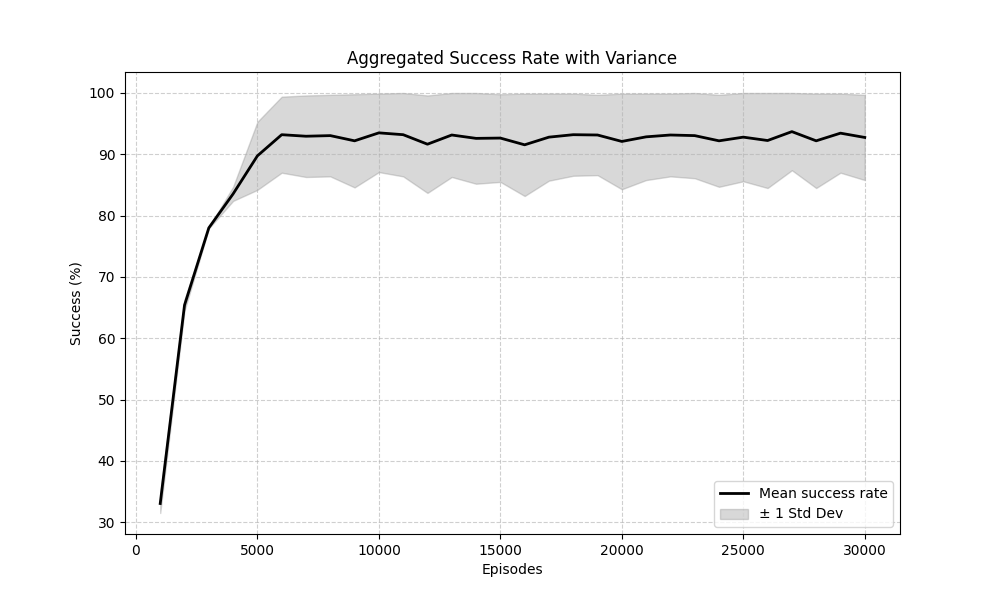 Aggregated Success Rate with Variance
Success (%)
100
90
80
70
60
50
40
30
0 5000 10000 15000 20000 25000 30000
Episodes
Mean success rate
± 1 Std Dev